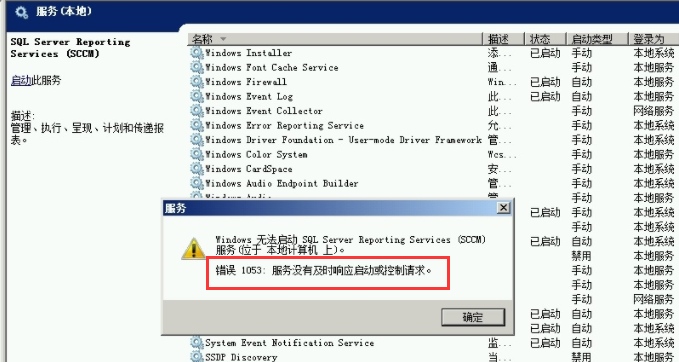 服务(本地)
SQL Server Reporting
Services (SCCM)
启动此服务
描述:
管理、执行、呈现、计划和传递报
表。
名称 描述 状态 启动类型 登录为
Windows Installer 添... 已启动 手动 本地系统
Windows Font Cache Service 通... 手动 本地服务
Windows Firewall Win... 已启动 自动 本地服务
Windows Event Log 此... 已启动 自动 本地服务
Windows Event Collector 此... 手动 网络服务
Windows Error Reporting Service 允... 手动 本地系统
Windows Driver Foundation - User-mode Driver Framework 管... 手动 本地系统
Windows Color System Wcs... 手动 本地服务
Windows CardSpace 安... 手动 本地系统
Windows Audio Endpoint Builder 管... 手动 本地系统
Windows Audio 手动 本地服务
已启动 手动 本地系统
手动 本地系统
已启动 自动 本地系统
禁用 本地服务
手动 本地系统
手动 本地服务
手动 网络服务
已启动 自动 本地服务
已启动 手动 本地系统
System Event Notification Service 监... 已启动 自动 本地系统
SSDP Discovery 当... 禁用 本地服务
服务
Windows 无法启动 SQL Server Reporting Services (SCCM)
服务(位于 本地计算机 上)。
错误 1053: 服务没有及时响应启动或控制请求。
确定